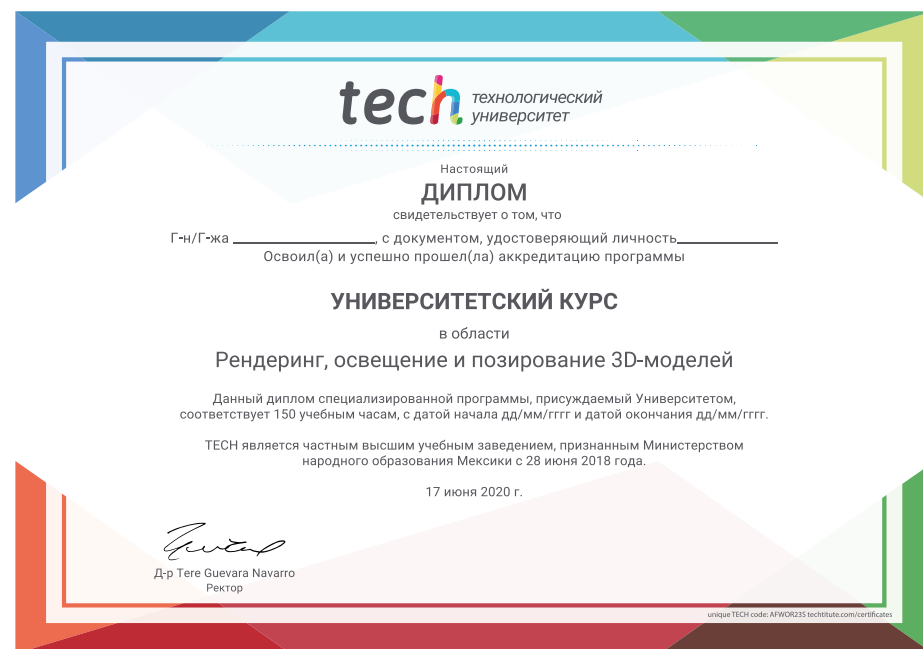 tech технологический
университет
Настоящий
ДИПЛОМ
свидетельствует о том, что
Г-н/Г-жа ____________, с документом, удостоверяющий личность____________
Освоил(а) и успешно прошел(ла) аккредитацию программы
УНИВЕРСИТЕТСКИЙ КУРС
в области
Рендеринг, освещение и позирование 3D-моделей
Данный диплом специализированной программы, присуждаемый Университетом,
соответствует 150 учебным часам, с датой начала дд/мм/гггг и датой окончания дд/мм/гггг.
TECH является частным высшим учебным заведением, признанным Министерством
народного образования Мексики с 28 июня 2018 года.
17 июня 2020 г.
Д-р Tere Guevara Navarro
Ректор
unique TECH code: AFWOR23S techtitute.com/certificates